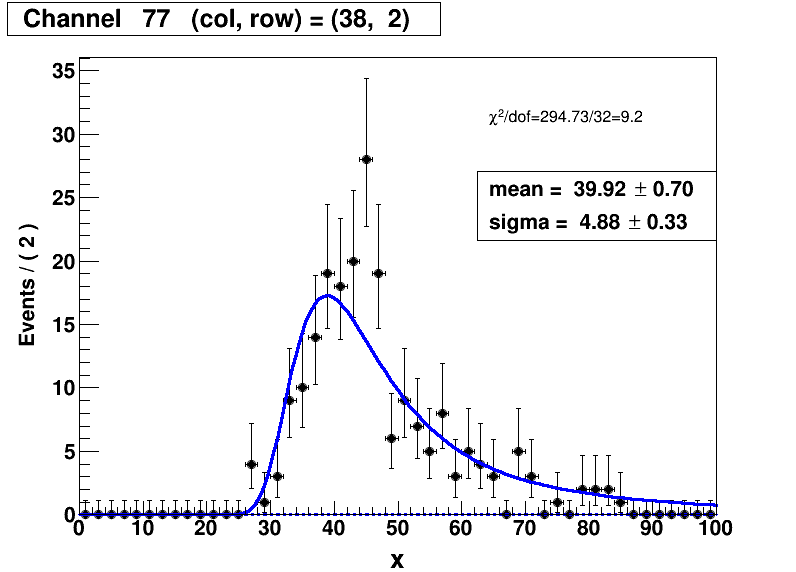 Channel 77 (col, row) = (38, 2)
χ²/dof=294.73/32=9.2
mean = 39.92 ± 0.70
sigma = 4.88 ± 0.33
Events / ( 2 )
35
30
25
20
15
10
5
0
0 10 20 30 40 50 60 70 80 90 100
x